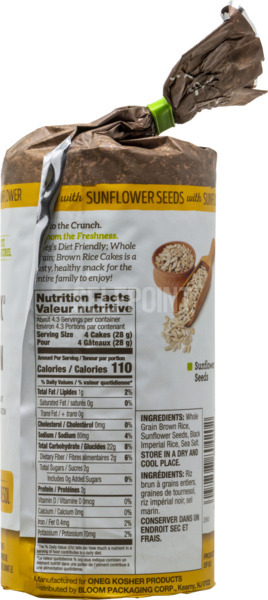 with SUNFLOWER SEEDS with
to the Crunch.
the Freshness.
Diet Friendly; Whole
Brown Rice Cakes is a
healthy snack for the
entire family to enjoy!
Sunflower
Seeds
Nutrition Facts
Valeur nutritive
4.3 Servings per container
Environ 4.3 Portions par contenant
Serving Size 4 Cakes (28 g)
Pour 4 Gâteaux (28 g)
Amount Per Serving / Teneur par portion
Calories / Calories 110
% Daily Values / % valeur quotidienne*
Total Fat / Lipides 1g 2%
Saturated Fat / saturés 0g 0%
Trans Fat / + trans 0g
Cholesterol / Cholestérol 0mg 0%
Sodium / Sodium 80mg 4%
Total Carbohydrate / Glucides 22g 8%
Dietary Fiber / Fibres alimentaires 2g 6%
Total Sugars / Sucres 2g
Includes 0g Added Sugars 0%
Protein / Protéines 3g
Vitamin D / Vitamine D 0mcg 0%
Calcium / Calcium 0mg 0%
Iron / Fer 0.4mg 2%
Potassium / Potassium 70mg 2%
INGREDIENTS: Whole
Grain Brown Rice,
Sunflower Seeds, Black
Imperial Rice, Sea Salt.
STORE IN A DRY AND
COOL PLACE.
INGRÉDIENTS: Riz
brun à grains entiers,
graines de tournesol,
riz impérial noir, sel
marin.
CONSERVER DANS UN
ENDROIT SEC ET
FRAIS.
Manufactured for ONEG KOSHER PRODUCTS
Distributed by BLOOM PACKAGING CORP., Kearny, NJ